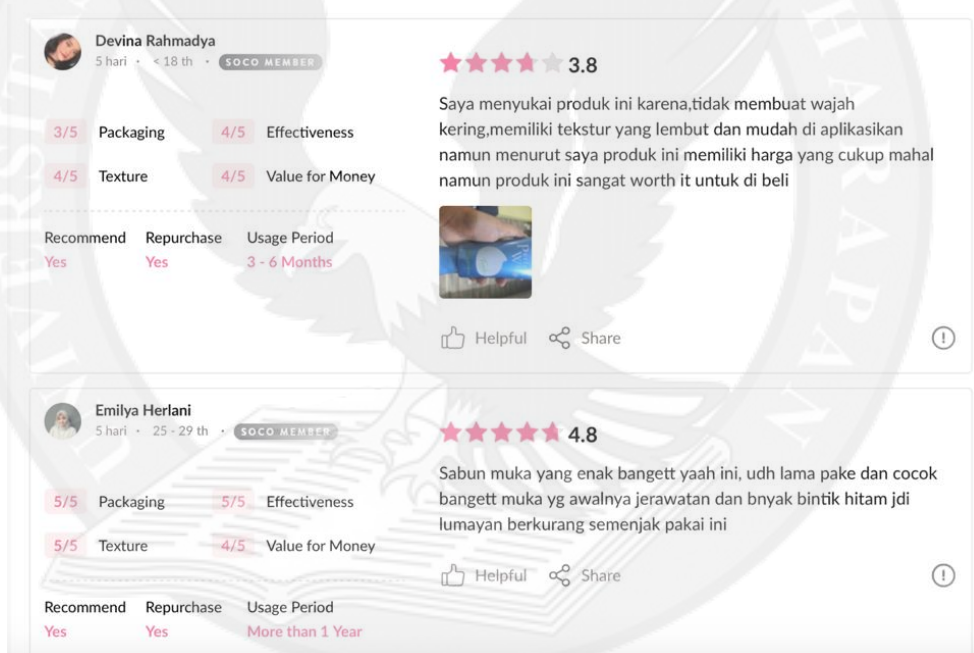 Devina Rahmadya
5 hari · < 18 th · SOCO MEMBER
3/5 Packaging 4/5 Effectiveness
4/5 Texture 4/5 Value for Money
Recommend Repurchase Usage Period
Yes Yes 3 - 6 Months
3.8
Saya menyukai produk ini karena,tidak membuat wajah
kering,memiliki tekstur yang lembut dan mudah di aplikasikan
namun menurut saya produk ini memiliki harga yang cukup mahal
namun produk ini sangat worth it untuk di beli
Helpful Share
Emilya Herlani
5 hari · 25 - 29 th · SOCO MEMBER
5/5 Packaging 5/5 Effectiveness
5/5 Texture 4/5 Value for Money
Recommend Repurchase Usage Period
Yes Yes More than 1 Year
4.8
Sabun muka yang enak bangett yaah ini, udh lama pake dan cocok
bangett muka yg awalnya jerawatan dan bnyak bintik hitam jdi
lumayan berkurang semenjak pakai ini
Helpful Share